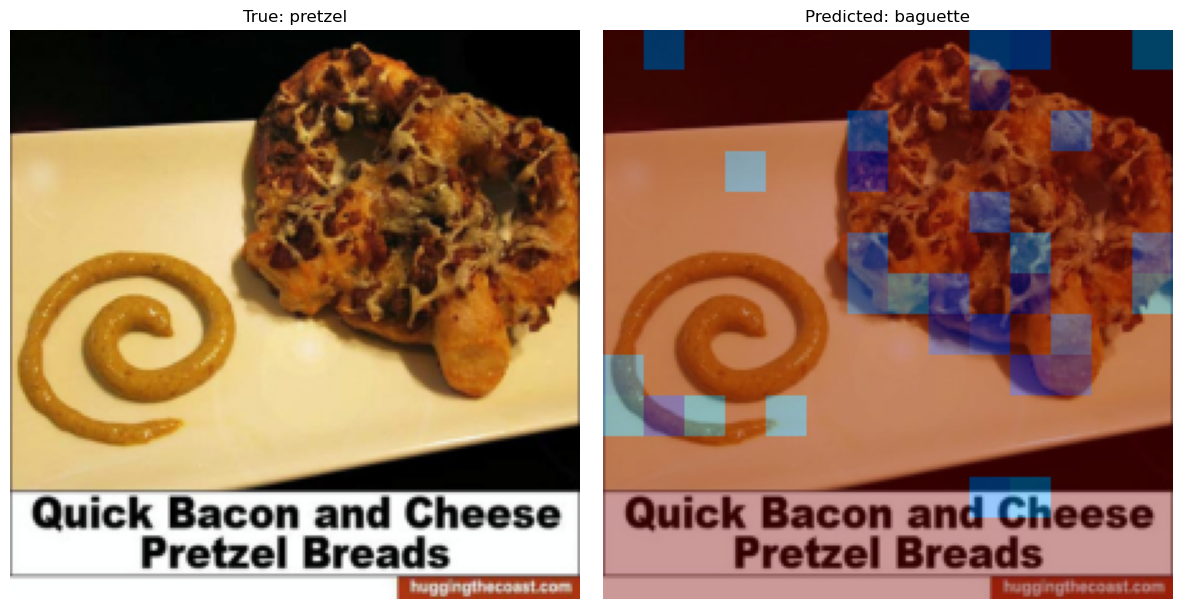 True: pretzel
Predicted: baguette
Quick Bacon and Cheese
Pretzel Breads
huggingthecoast.com
Quick Bacon and Cheese
Pretzel Breads
huggingthecoast.com